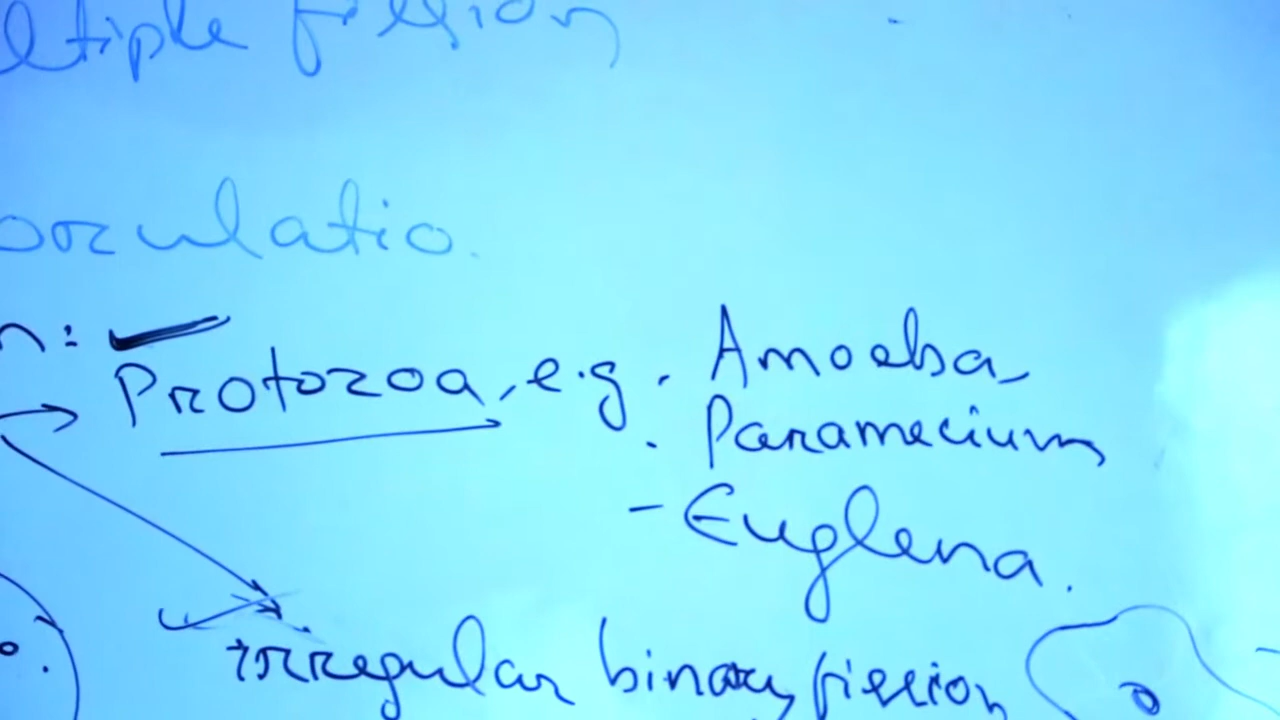 ltiple fission
orulatio.
n:
Protozoa, e.g. Amoeba,
Paramecium
- Euglena.
irregular binary fission